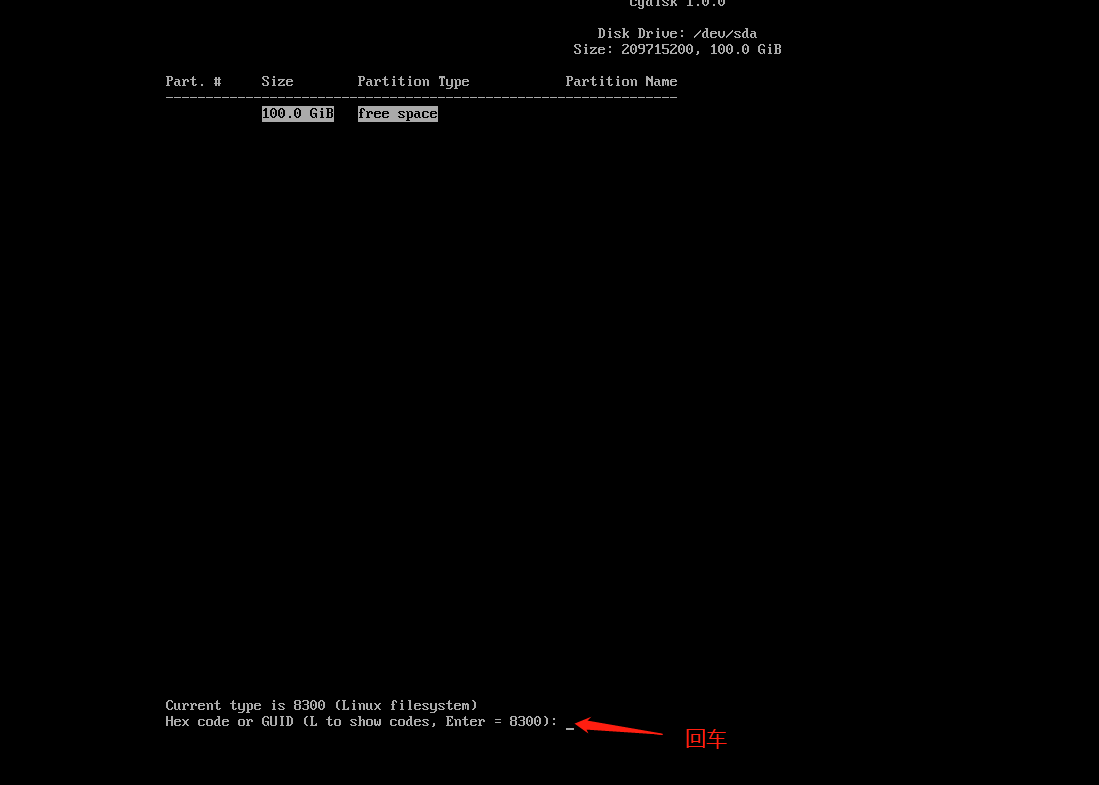 cgdisk 1.0.0
Disk Drive: /dev/sda
Size: 209715200, 100.0 GiB
Part. # Size Partition Type Partition Name
100.0 GiB free space
Current type is 8300 (Linux filesystem)
Hex code or GUID (L to show codes, Enter = 8300): _
回车